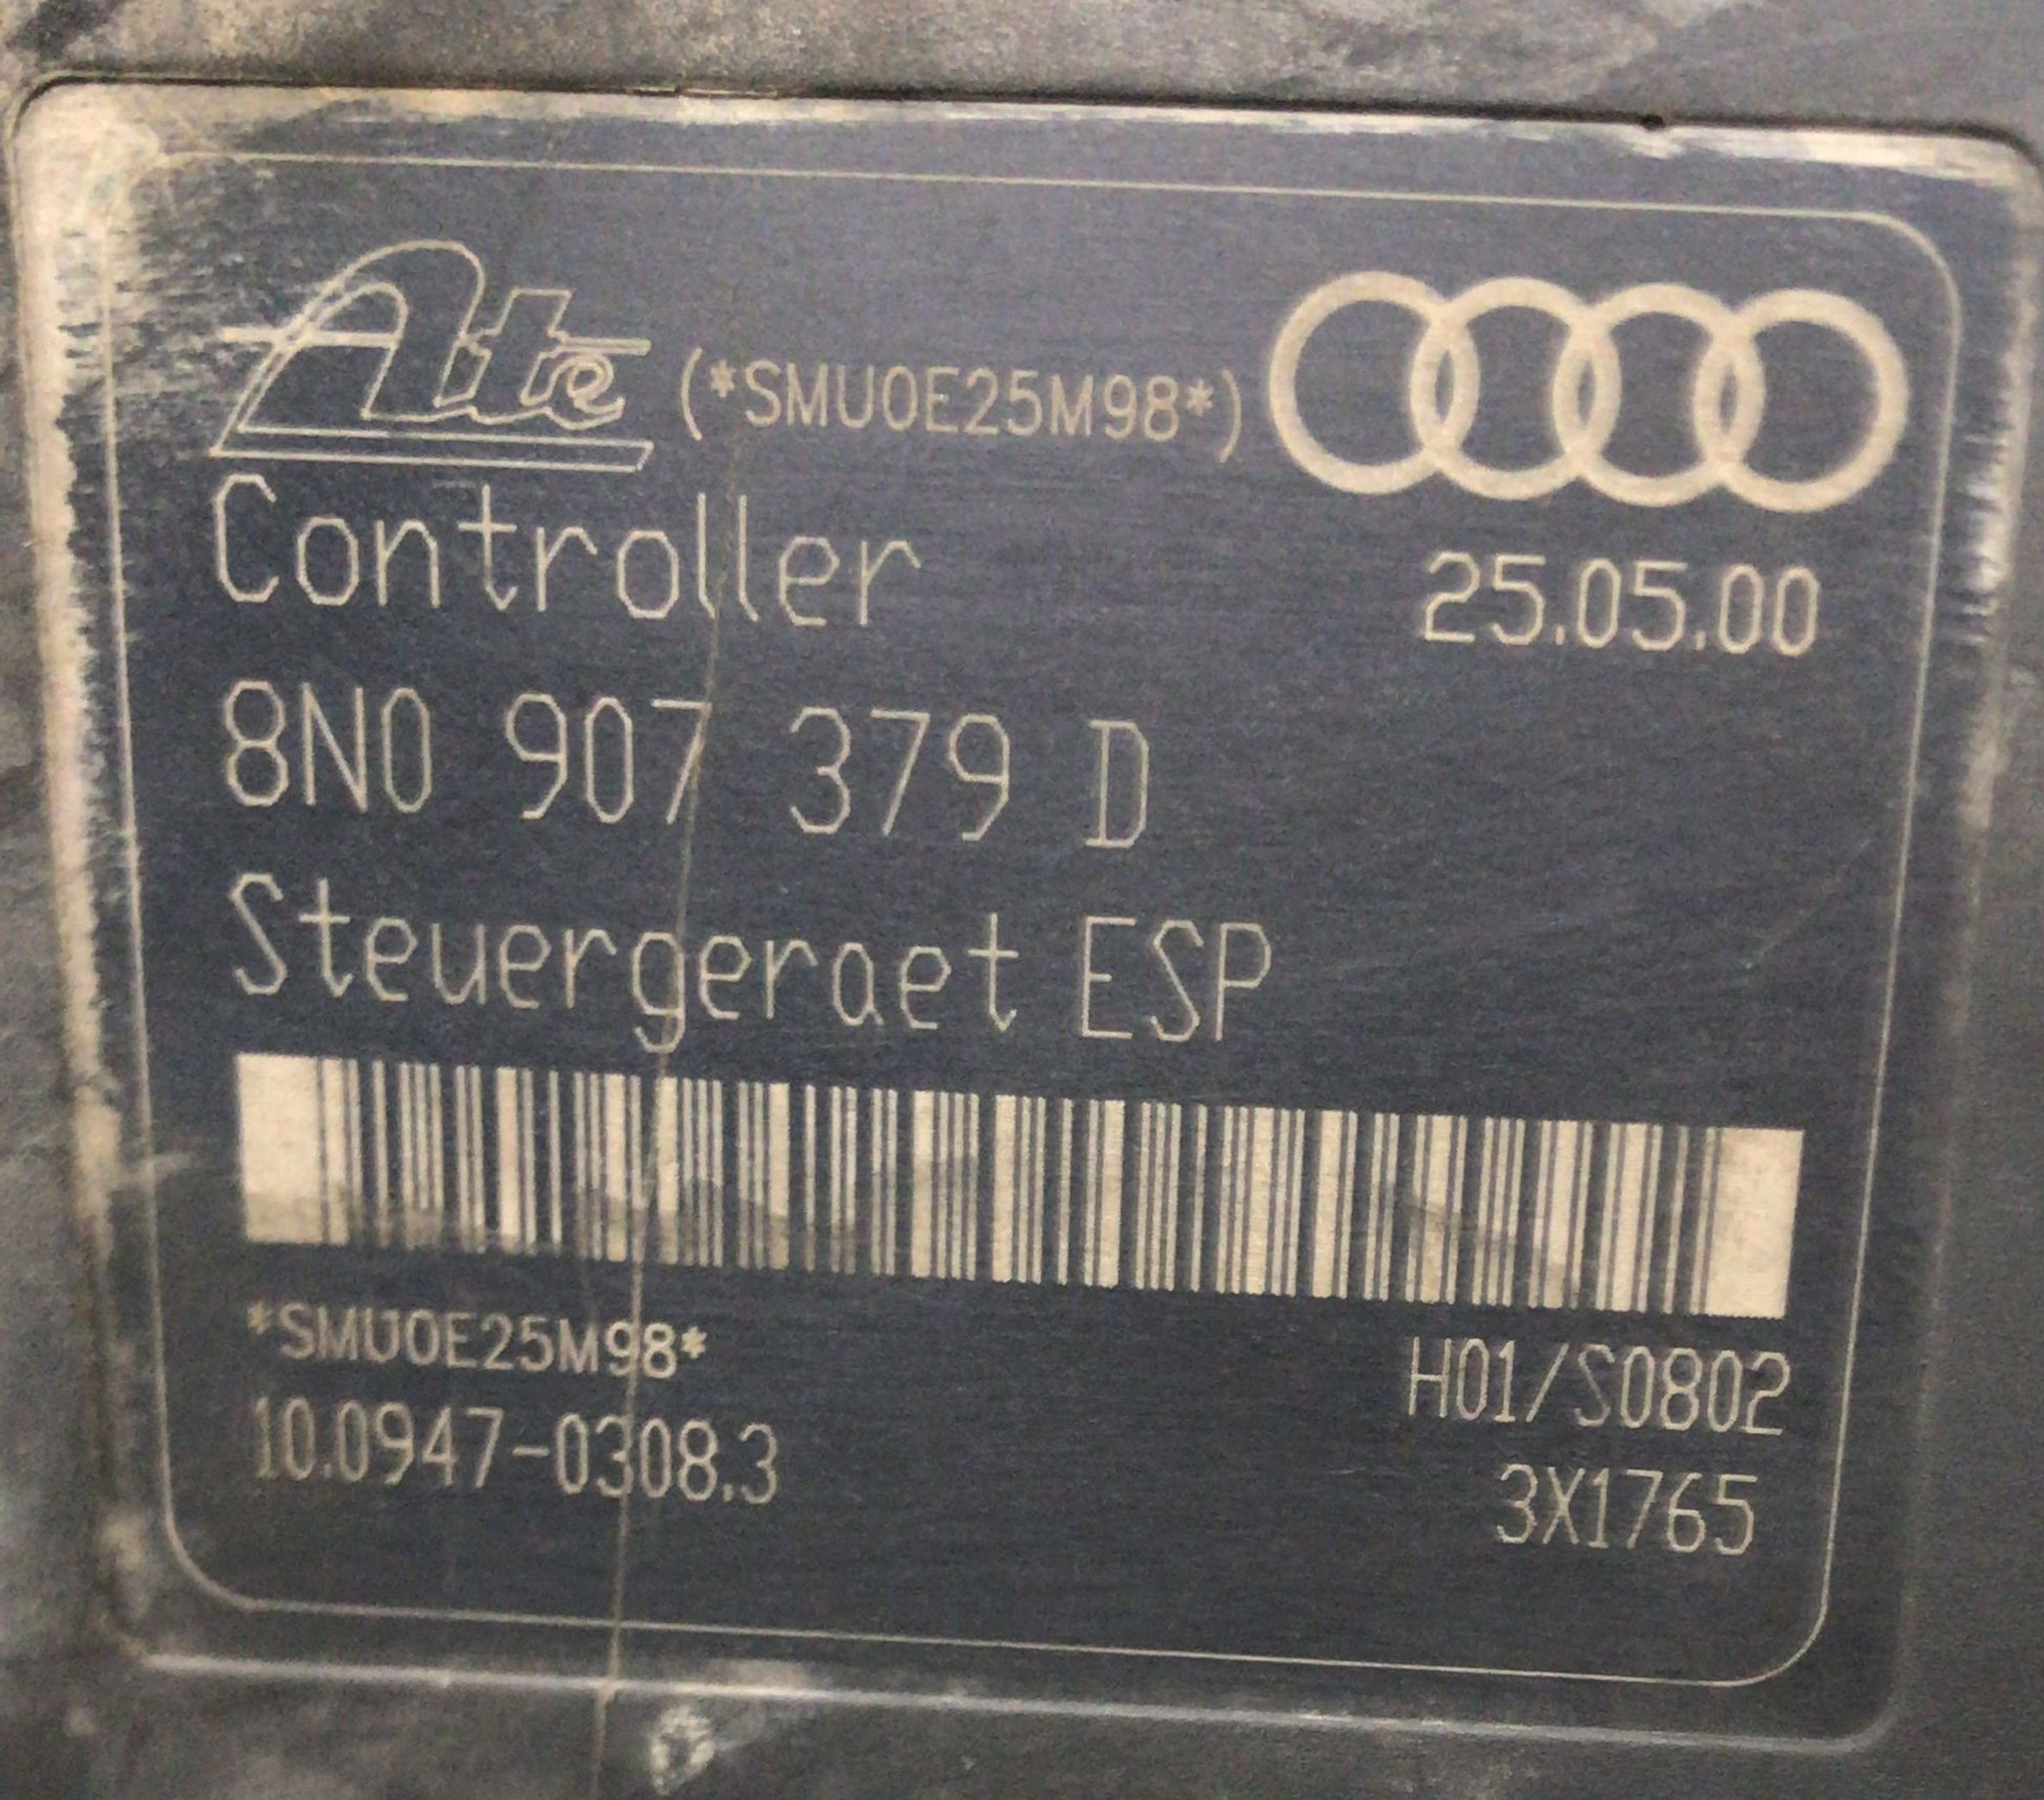 Ate (*SMU0E25M98*)
Controller 25.05.00
8N0 907 379 D
Steuergeraet ESP
*SMU0E25M98* H01/S0802
10.0947-0308.3 3X1765